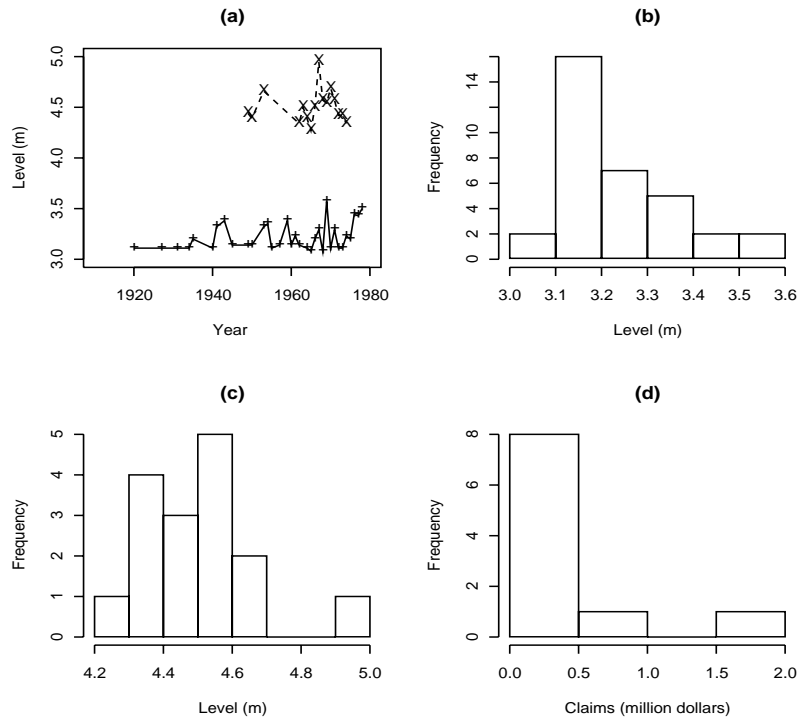 (a)
Level (m)
5.0
4.5
4.0
3.5
3.0
1920 1940 1960 1980
Year
(b)
Frequency
14
10
6
4
2
0
3.0 3.1 3.2 3.3 3.4 3.5 3.6
Level (m)
(c)
Frequency
5
4
3
2
1
0
4.2 4.4 4.6 4.8 5.0
Level (m)
(d)
Frequency
8
6
4
2
0
0.0 0.5 1.0 1.5 2.0
Claims (million dollars)